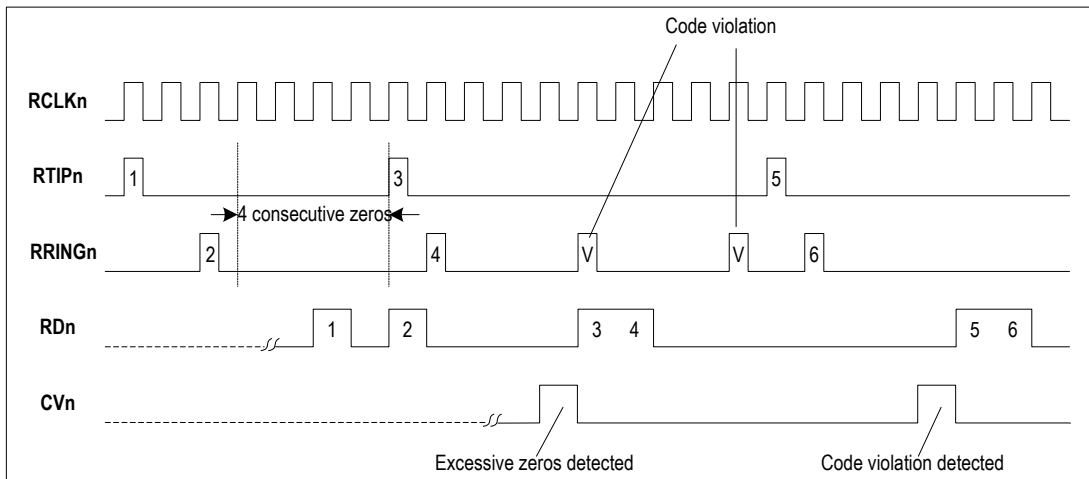 Code violation
RCLKn
RTIPn
1
3
5
4 consecutive zeros
RRINGn
2
4
V
V
6
RDn
1
2
3 4
5 6
CVn
Excessive zeros detected
Code violation detected